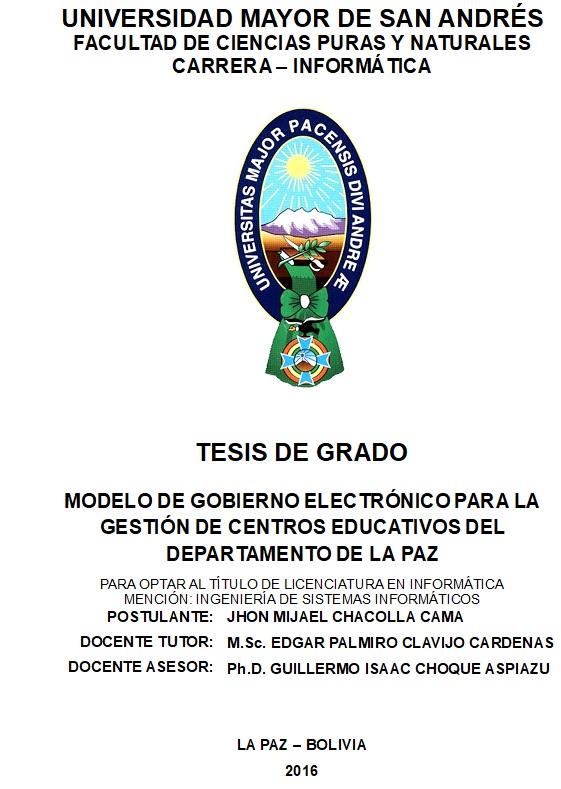 UNIVERSIDAD MAYOR DE SAN ANDRÉS
FACULTAD DE CIENCIAS PURAS Y NATURALES
CARRERA – INFORMÁTICA
UNIVERSITAS MAJOR PACENSIS DIVI ANDRE Æ
TESIS DE GRADO
MODELO DE GOBIERNO ELECTRÓNICO PARA LA
GESTIÓN DE CENTROS EDUCATIVOS DEL
DEPARTAMENTO DE LA PAZ
PARA OPTAR AL TÍTULO DE LICENCIATURA EN INFORMÁTICA
MENCIÓN: INGENIERÍA DE SISTEMAS INFORMÁTICOS
POSTULANTE: JHON MIJAEL CHACOLLA CAMA
DOCENTE TUTOR: M.Sc. EDGAR PALMIRO CLAVIJO CARDENAS
DOCENTE ASESOR: Ph.D. GUILLERMO ISAAC CHOQUE ASPIAZU
LA PAZ – BOLIVIA
2016